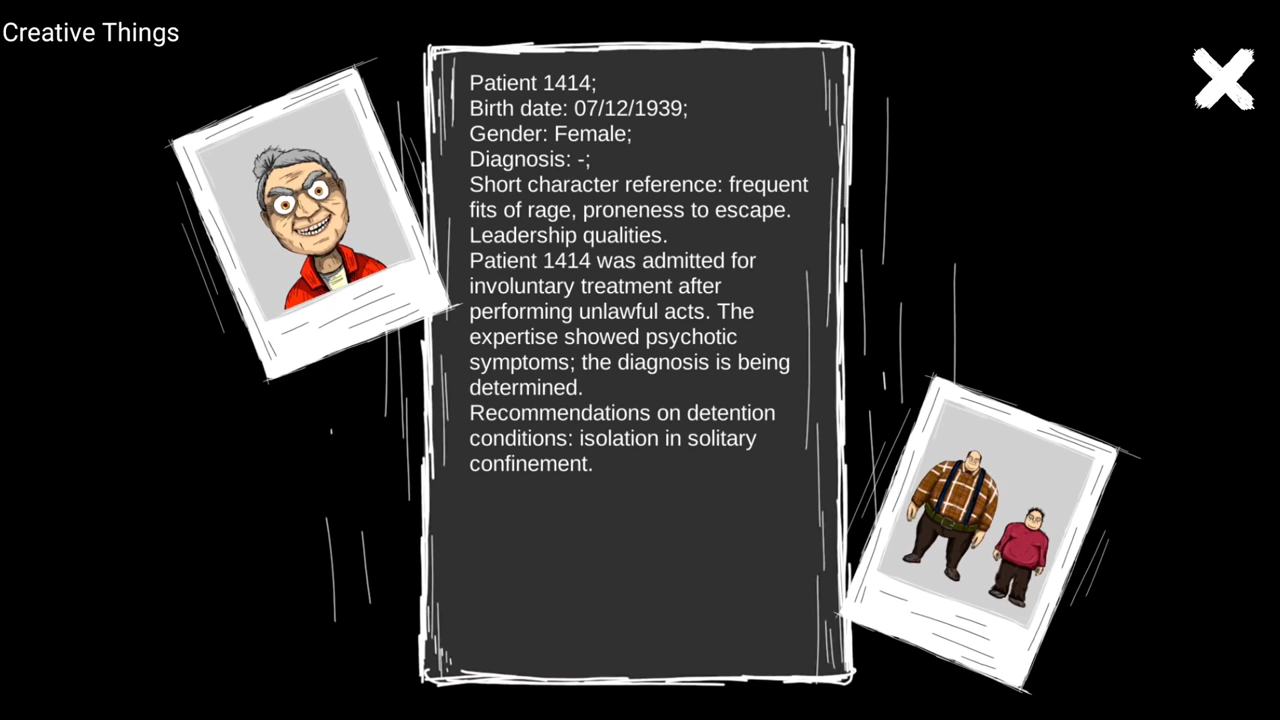 Creative Things
Patient 1414;
Birth date: 07/12/1939;
Gender: Female;
Diagnosis: -;
Short character reference: frequent
fits of rage, proneness to escape.
Leadership qualities.
Patient 1414 was admitted for
involuntary treatment after
performing unlawful acts. The
expertise showed psychotic
symptoms; the diagnosis is being
determined.
Recommendations on detention
conditions: isolation in solitary
confinement.